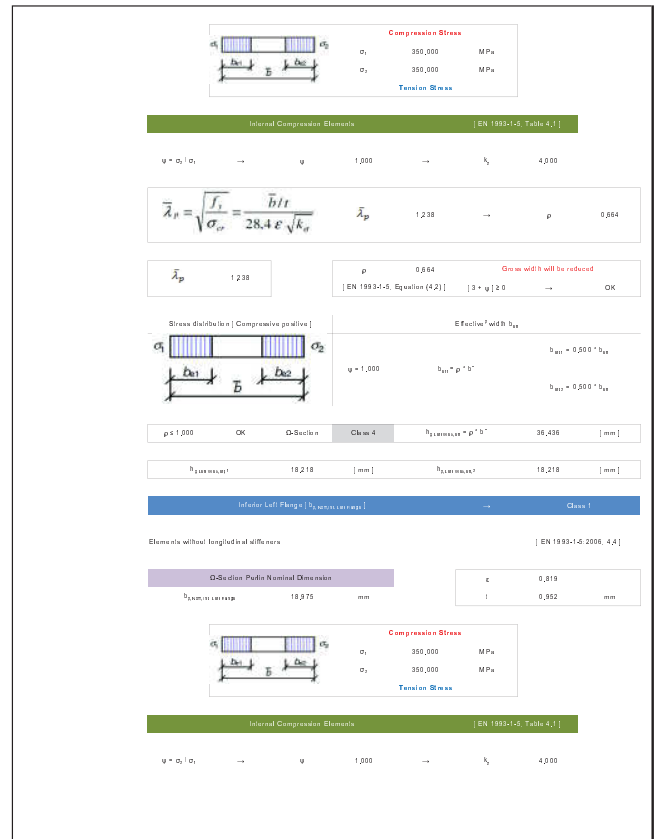 Compression Stress
σ₁ 350,000 MPa
σ₁ σ₂ bₑ₁ bₑ₂ b̄
σ₂ 350,000 MPa
Tension Stress
Internal Compression Elements [ EN 1993-1-5, Table 4.1 ]
ψ = σ₂ / σ₁ → ψ 1,000 → kσ 4,000
λ̄p = √(fy/σcr) = (b̄/t)/(28.4 ε √kσ) λ̄p 1,238 → ρ 0,664
λ̄p 1,238
ρ 0,664 Gross width will be reduced
[ EN 1993-1-5, Equation (4.2) ] [ 3 + ψ ] ≥ 0 → OK
Stress distribution [ Compressive positive ] Effectiveᵖ width beff
σ₁ σ₂ bₑ₁ bₑ₂ b̄
beff1 = 0,500 * beff
ψ = 1,000 beff = ρ * b¯
beff2 = 0,500 * beff
ρ ≤ 1,000 OK Ω-Section Class 4 = ρ * b¯ 36,436 [ mm ]
18,218 [ mm ] 18,218 [ mm ]
Inferior Left Flange → Class 1
Elements without longitudinal stiffeners [ EN 1993-1-5:2006, 4.4 ]
Ω-Section Purlin Nominal Dimension
ε 0,819
18,975 mm
t 0,952 mm
Compression Stress
σ₁ 350,000 MPa
σ₁ σ₂ bₑ₁ bₑ₂ b̄
σ₂ 350,000 MPa
Tension Stress
Internal Compression Elements [ EN 1993-1-5, Table 4.1 ]
ψ = σ₂ / σ₁ → ψ 1,000 → kσ 4,000